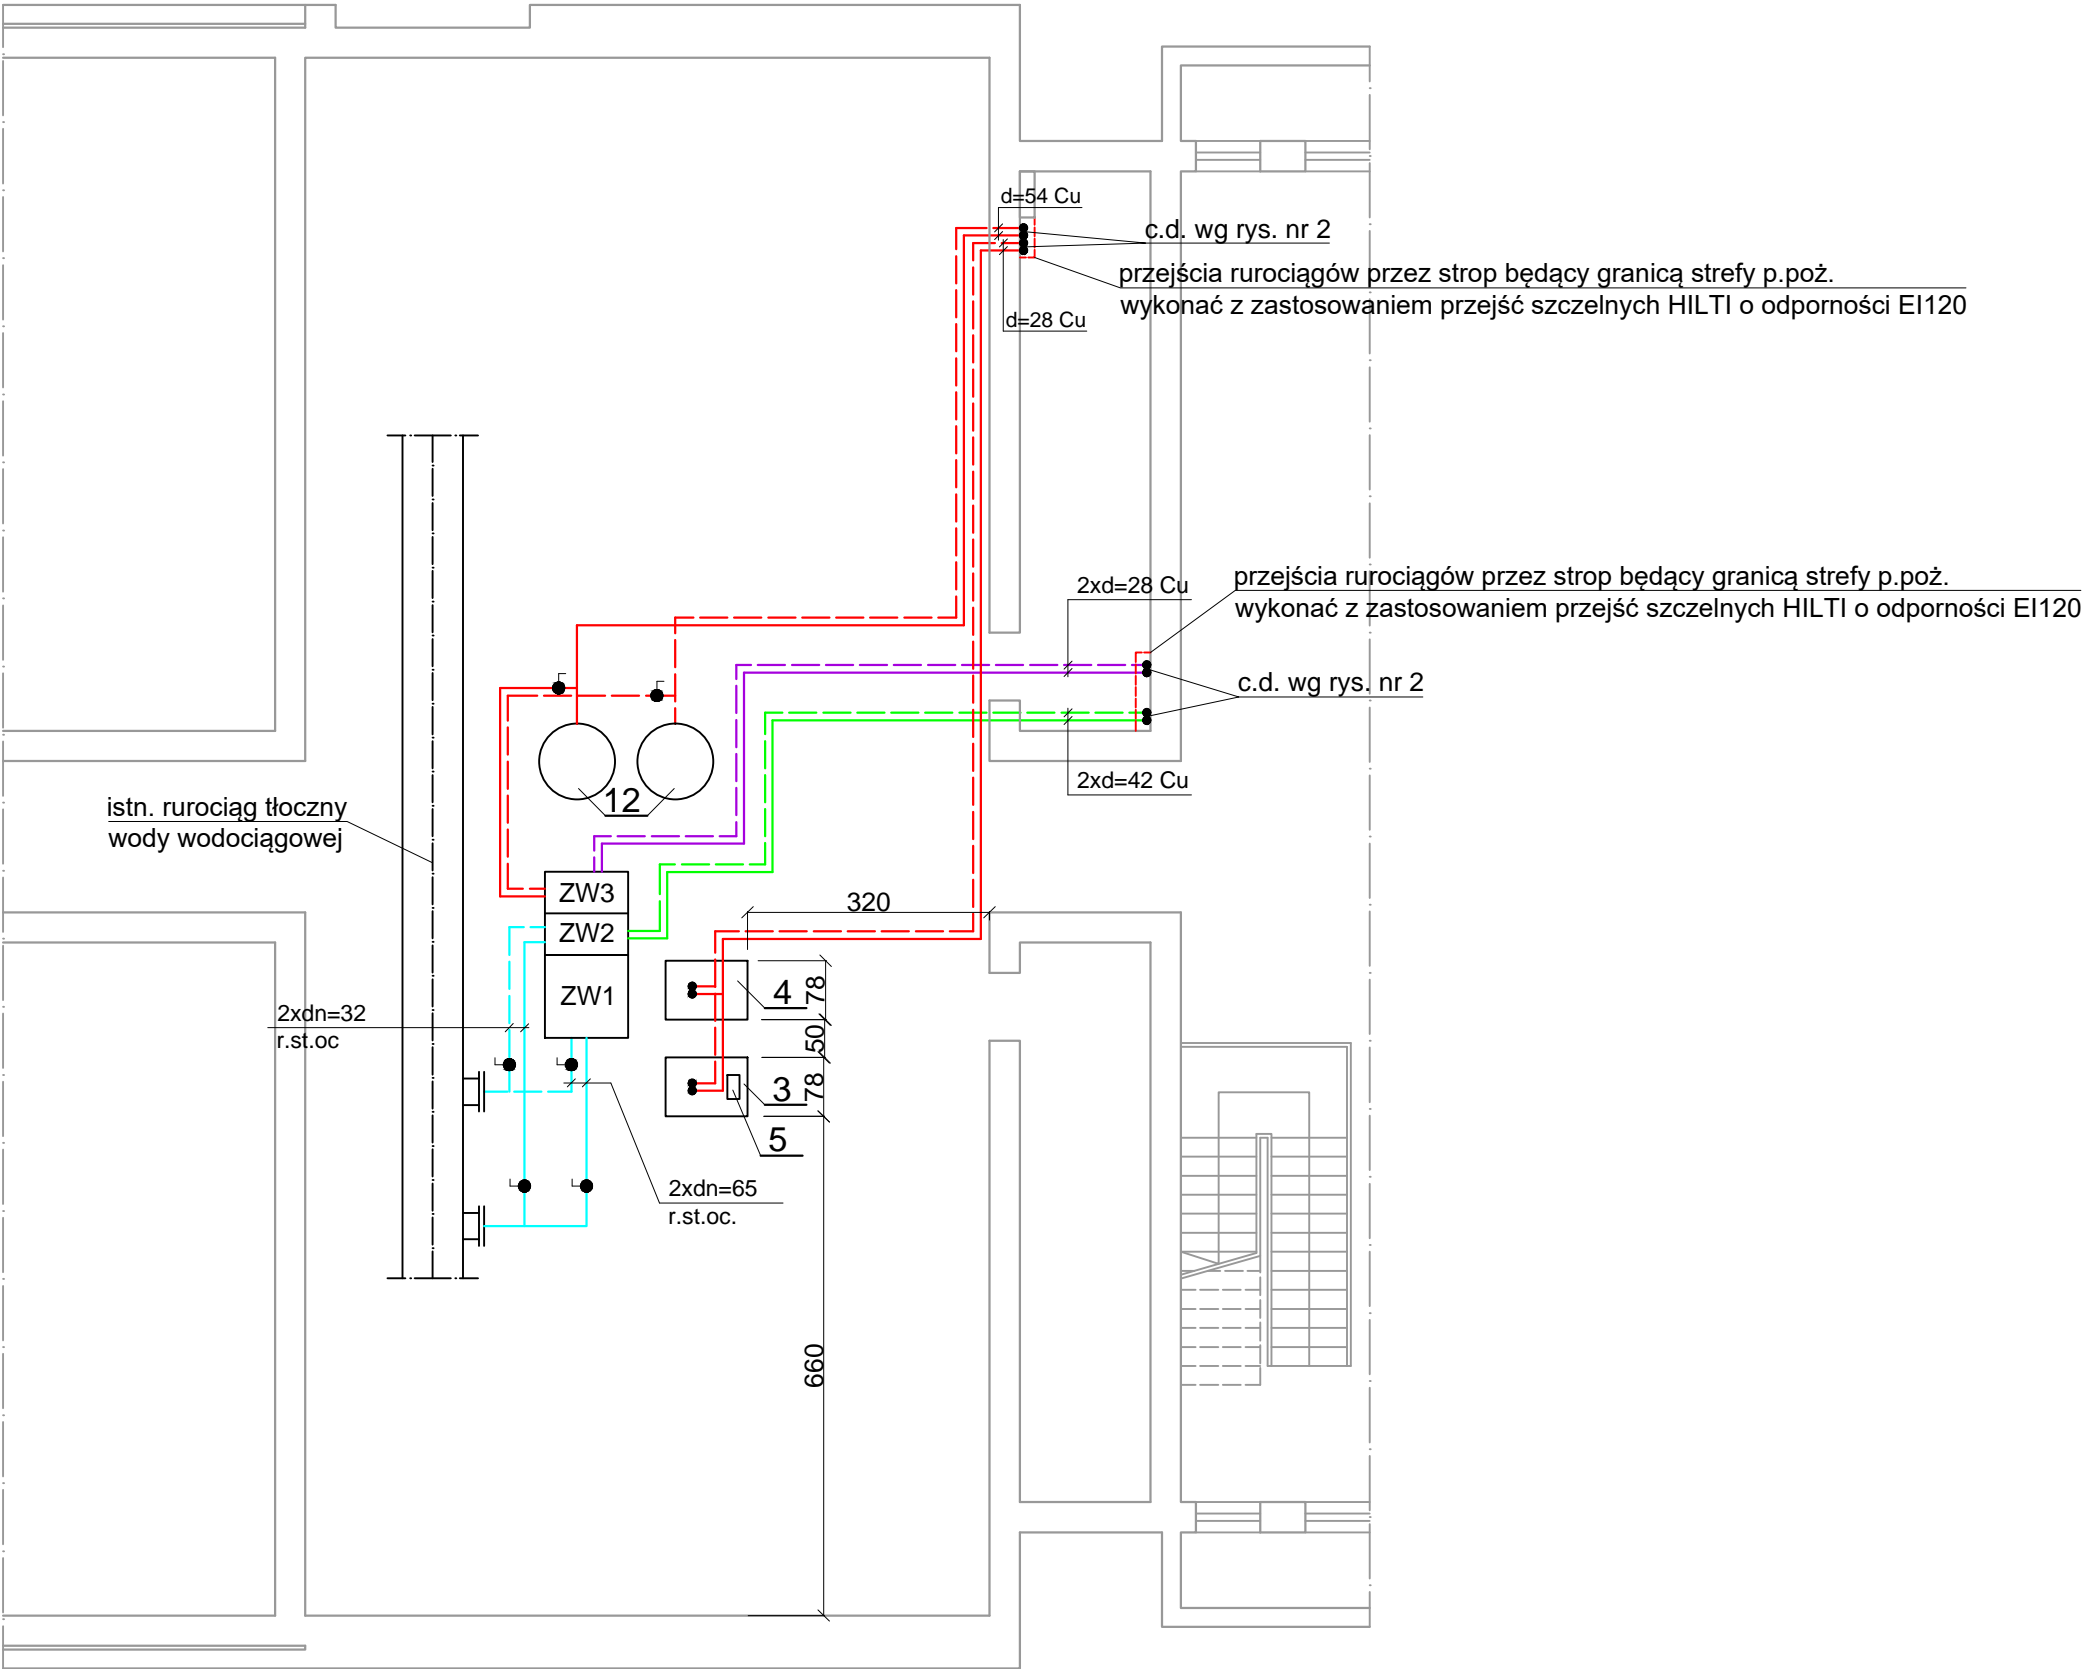 d=54 Cu
c.d. wg rys. nr 2
przejścia rurociągów przez strop będący granicą strefy p.poż.
wykonać z zastosowaniem przejść szczelnych HILTI o odporności EI120
d=28 Cu
2xd=28 Cu
przejścia rurociągów przez strop będący granicą strefy p.poż.
wykonać z zastosowaniem przejść szczelnych HILTI o odporności EI120
c.d. wg rys. nr 2
2xd=42 Cu
12
istn. rurociąg tłoczny
wody wodociągowej
ZW3
ZW2
ZW1
320
4
78
50
3
78
5
2xdn=32
r.st.oc
2xdn=65
r.st.oc.
660